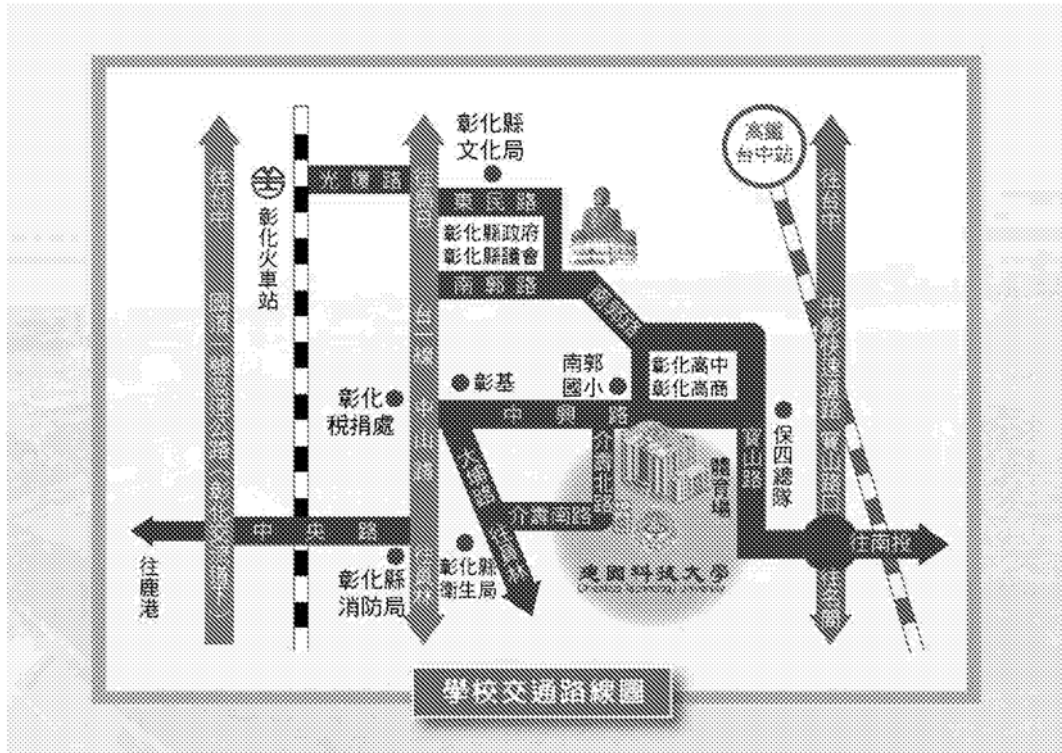 彰化縣
文化局
高鐵
台中站
光復路
往台中
彰化火車站
民 路
彰化縣政府
彰化縣議會
南郭路
南郭
國小
彰化高中
彰化高商
彰基
中 興 路
彰化
稅捐處
中山路
大埔路
介壽北路
介壽南路
體育場
寶山路
保四總隊
中 央 路
往南投
往鹿港
彰化縣
消防局
彰化縣
衛生局
建國科技大學
學校交通路線圖